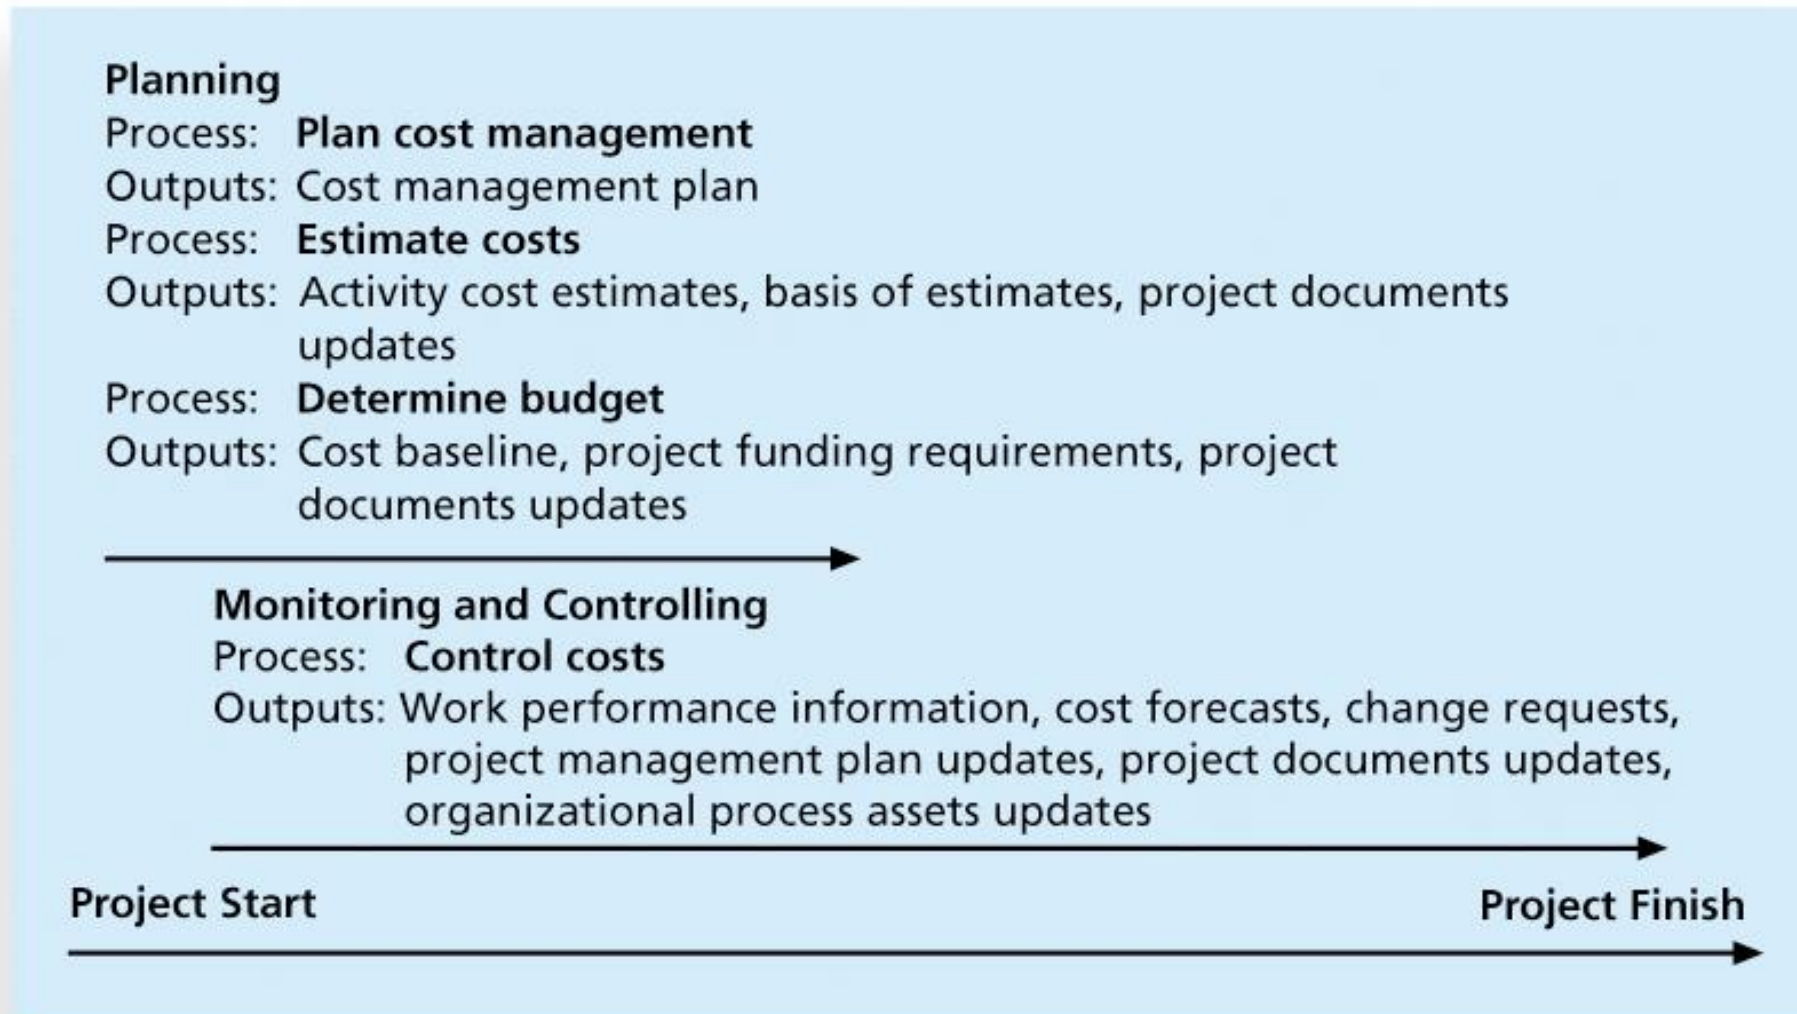 Planning
Process: Plan cost management
Outputs: Cost management plan
Process: Estimate costs
Outputs: Activity cost estimates, basis of estimates, project documents
updates
Process: Determine budget
Outputs: Cost baseline, project funding requirements, project
documents updates
Monitoring and Controlling
Process: Control costs
Outputs: Work performance information, cost forecasts, change requests,
project management plan updates, project documents updates,
organizational process assets updates
Project Start Project Finish